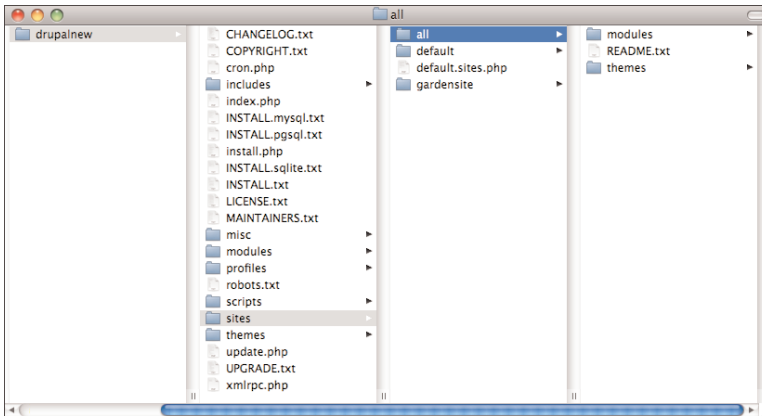 all
drupalnew
CHANGELOG.txt
COPYRIGHT.txt
cron.php
includes
index.php
INSTALL.mysql.txt
INSTALL.pgsql.txt
install.php
INSTALL.sqlite.txt
INSTALL.txt
LICENSE.txt
MAINTAINERS.txt
misc
modules
profiles
robots.txt
scripts
sites
themes
update.php
UPGRADE.txt
xmlrpc.php
all
default
default.sites.php
gardensite
modules
README.txt
themes